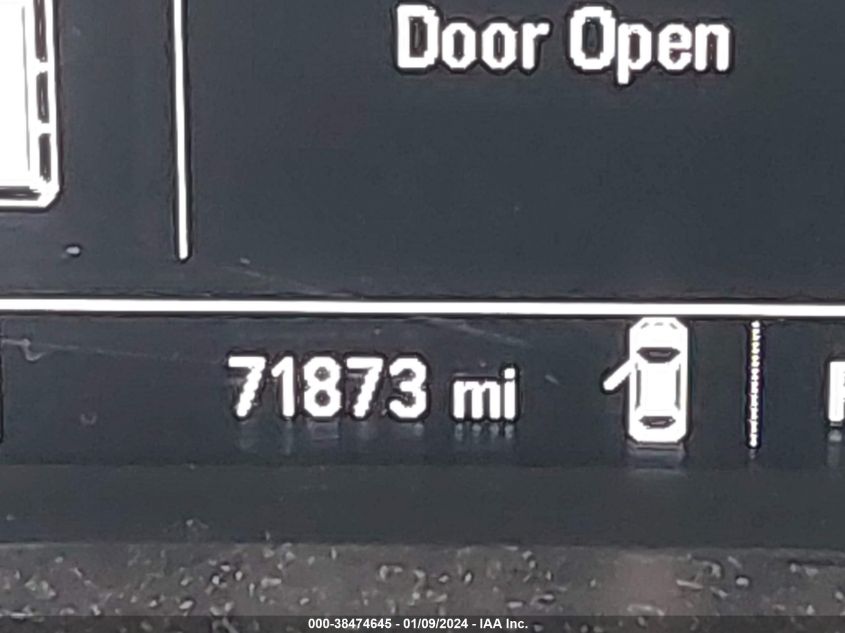 Door Open
71873 mi
000-38474645 - 01/09/2024 - IAA Inc.